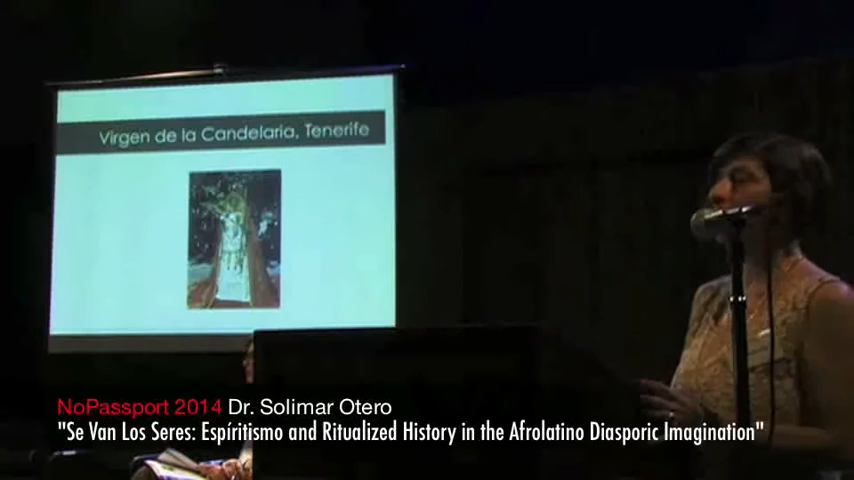 Virgen de la Candelaria, Tenerife
NoPassport 2014 Dr. Solimar Otero
"Se Van Los Seres: Espíritismo and Ritualized History in the Afrolatino Diasporic Imagination"